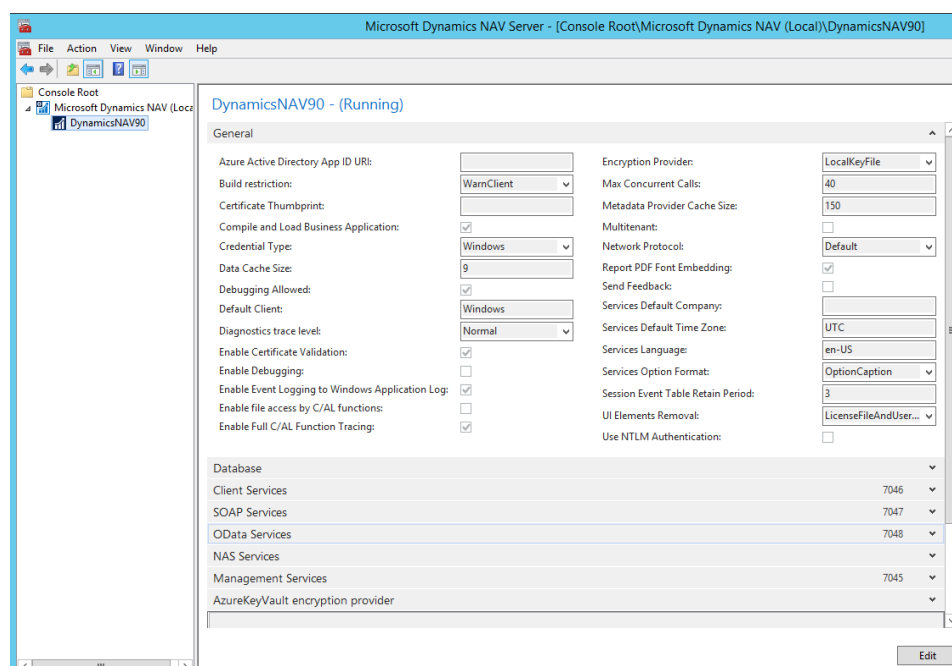 Microsoft Dynamics NAV Server - [Console Root\Microsoft Dynamics NAV (Local)\DynamicsNAV90]
File Action View Window Help
Console Root
Microsoft Dynamics NAV (Loca
DynamicsNAV90
DynamicsNAV90 - (Running)
General
Azure Active Directory App ID URI:
Build restriction: WarnClient
Certificate Thumbprint:
Compile and Load Business Application:
Credential Type: Windows
Data Cache Size: 9
Debugging Allowed:
Default Client: Windows
Diagnostics trace level: Normal
Enable Certificate Validation:
Enable Debugging:
Enable Event Logging to Windows Application Log:
Enable file access by C/AL functions:
Enable Full C/AL Function Tracing:
Encryption Provider: LocalKeyFile
Max Concurrent Calls: 40
Metadata Provider Cache Size: 150
Multitenant:
Network Protocol: Default
Report PDF Font Embedding:
Send Feedback:
Services Default Company:
Services Default Time Zone: UTC
Services Language: en-US
Services Option Format: OptionCaption
Session Event Table Retain Period: 3
UI Elements Removal: LicenseFileAndUser...
Use NTLM Authentication:
Database
Client Services 7046
SOAP Services 7047
OData Services 7048
NAS Services
Management Services 7045
AzureKeyVault encryption provider
Edit